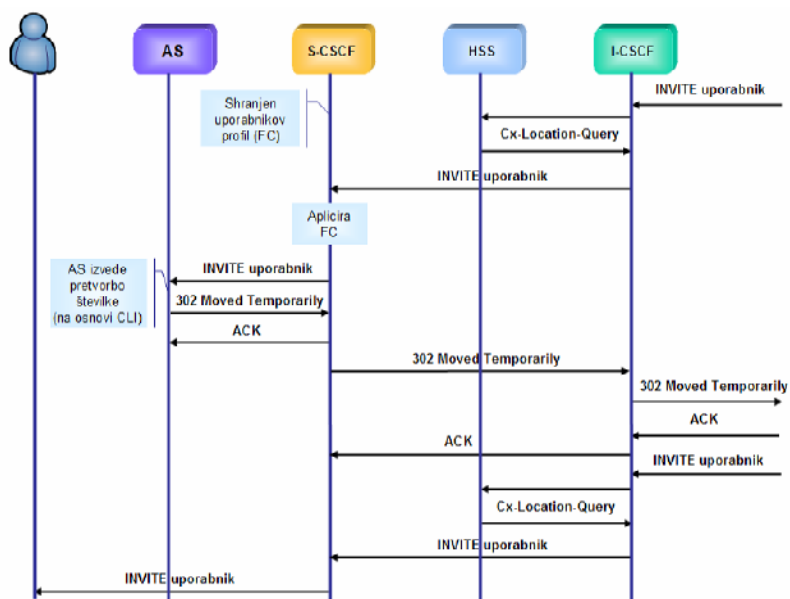 AS
S-CSCF
HSS
I-CSCF
INVITE uporabnik
Shranjen
uporabnikov
profil (FC)
Cx-Location-Query
INVITE uporabnik
Aplicira
FC
AS izvede
pretvorbo
številke
(na osnovi CLI)
INVITE uporabnik
302 Moved Temporarily
ACK
302 Moved Temporarily
302 Moved Temporarily
ACK
ACK
INVITE uporabnik
Cx-Location-Query
INVITE uporabnik
INVITE uporabnik